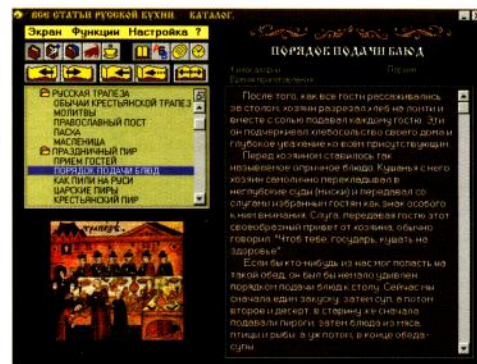 ВСЕ СТАТЬИ РУССКОЙ КУХНИ. КАТАЛОГ.
Экран Функции Настройка ?
РУССКАЯ ТРАПЕЗА
ОБЫЧАИ КРЕСТЬЯНСКОЙ ТРАПЕЗ
МОЛИТВЫ
ПРАВОСЛАВНЫЙ ПОСТ
ПАСХА
МАСЛЕНИЦА
ПРАЗДНИЧНЫЙ ПИР
ПРИЕМ ГОСТЕЙ
ПОРЯДОК ПОДАЧИ БЛЮД
КАК ПИЛИ НА РУСИ
ЦАРСКИЕ ПИРЫ
КРЕСТЬЯНСКИЙ ПИР
ПОРЯДОК ПОДАЧИ БЛЮД
Время приготовления
После того, как все гости рассаживались
за столом, хозяин разрезал хлеб на ломти и
вместе с солью подавал каждому гостю. Эти
он подчеркивал хлебосольство своего дома и
глубокое уважение ко всем присутствующим.
Перед хозяином ставилось так
называемое опричное блюдо. Кушанья с него
хозяин самолично перекладывал в
неглубокие суды (миски) и передавал со
слугами избранным гостям как знак особого
к ним внимания. Слуга, передавая гостю этот
своеобразный привет от хозяина, обычно
говорил: "Чтоб тебе, государь, кушать на
здоровье".
Если бы кто-нибудь из нас мог попасть на
такой обед, он был бы немало удивлен
порядком подачи блюд к столу. Сейчас мы
сначала едим закуску, затем суп, а потом
второе и десерт, в старину же сначала
подавали пироги, затем блюда из мяса,
птицы и рыбы, а уж потом, в конце обеда -
супы.